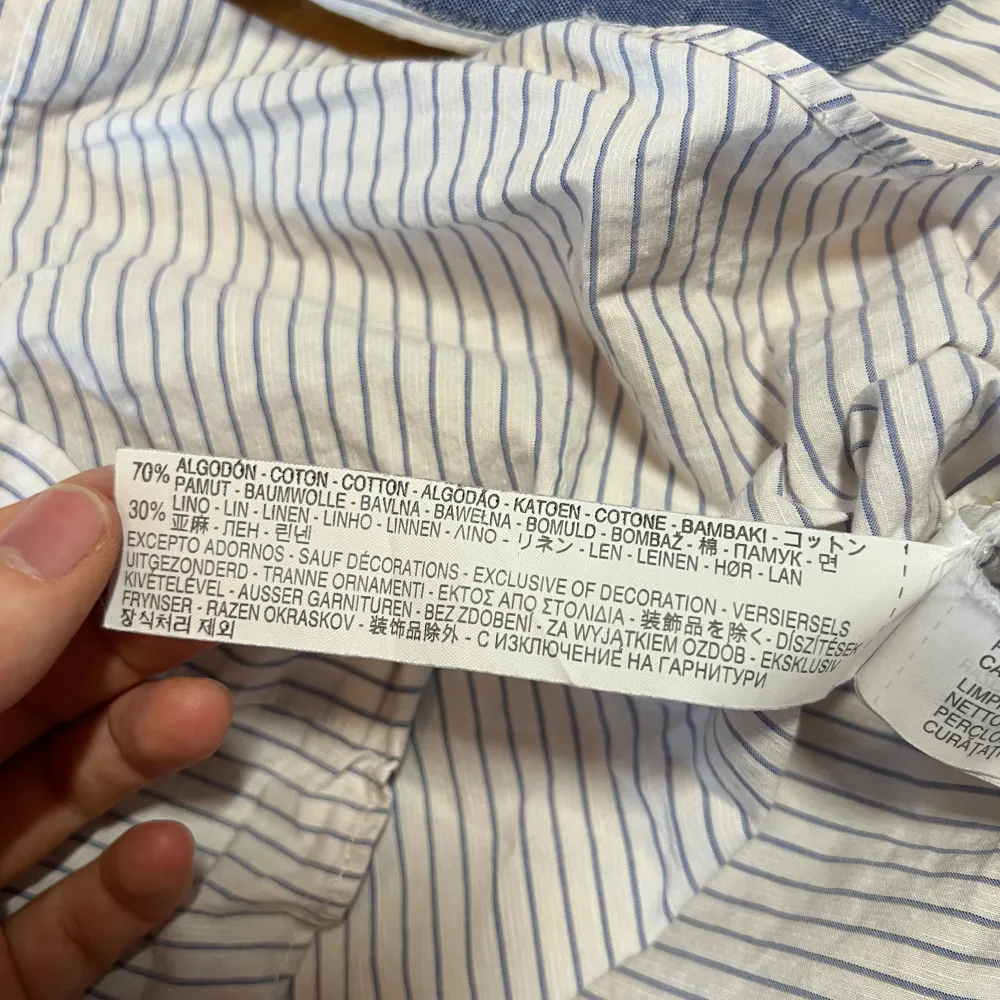 70% ALGODÓN - COTON - COTTON - ALGODÃO - KATOEN - COTONE - BAMBAKI - コットン
PAMUT - BAUMWOLLE - BAVLNA - BAWEŁNA - BOMULD - BOMBAŽ - 棉 - ПАМУК - 면
30% LINO - LIN - LINEN - LINHO - LINNEN - ΛΙΝΟ - リネン - LEN - LEINEN - HØR - LAN
亚麻 - ЛЕН - 린넨
EXCEPTO ADORNOS - SAUF DÉCORATIONS - EXCLUSIVE OF DECORATION - VERSIERSELS
UITGEZONDERD - TRANNE ORNAMENTI - ΕΚΤΟΣ ΑΠΟ ΣΤΟΛΙΔΙΑ - 装飾品を除く - DÍSZÍTÉSEK
KIVÉTELÉVEL - AUSSER GARNITUREN - BEZ ZDOBENÍ - ZA WYJĄTKIEM OZDÓB - EKSKLUSIV
FRYNSER - RAZEN OKRASKOV - 装饰品除外 - С ИЗКЛЮЧЕНИЕ НА ГАРНИТУРИ
장식처리 제외
LIMP
NETTO
PERÇLO
CURĂȚAT